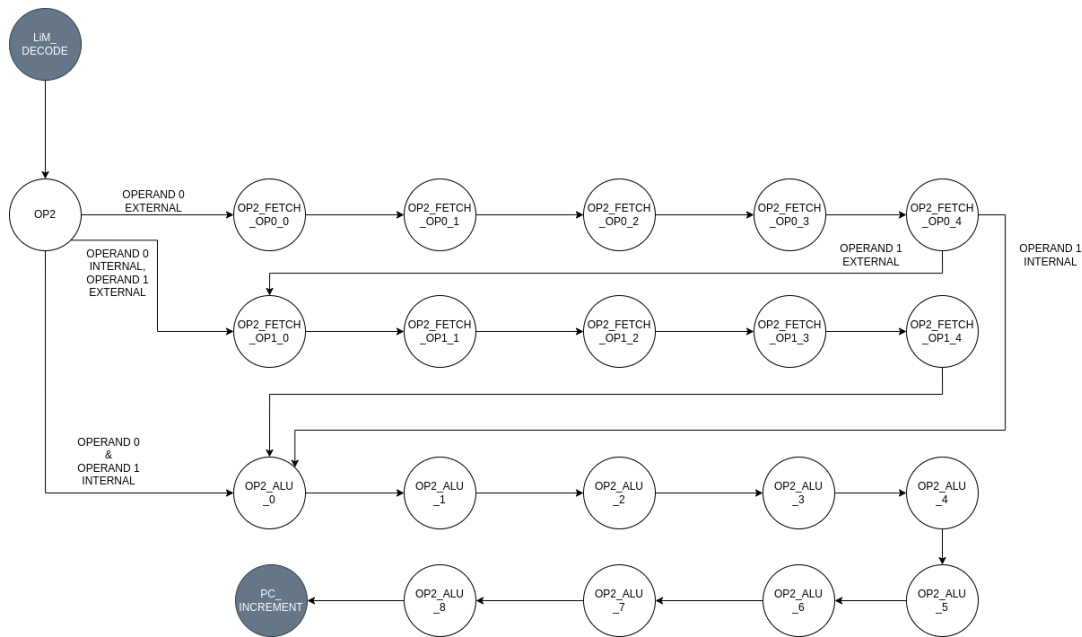 LiM_
DECODE
OP2
OPERAND 0
EXTERNAL
OP2_FETCH
_OP0_0
OP2_FETCH
_OP0_1
OP2_FETCH
_OP0_2
OP2_FETCH
_OP0_3
OP2_FETCH
_OP0_4
OPERAND 0
INTERNAL,
OPERAND 1
EXTERNAL
OPERAND 1
EXTERNAL
OPERAND 1
INTERNAL
OP2_FETCH
_OP1_0
OP2_FETCH
_OP1_1
OP2_FETCH
_OP1_2
OP2_FETCH
_OP1_3
OP2_FETCH
_OP1_4
OPERAND 0
&
OPERAND 1
INTERNAL
OP2_ALU
_0
OP2_ALU
_1
OP2_ALU
_2
OP2_ALU
_3
OP2_ALU
_4
PC_
INCREMENT
OP2_ALU
_8
OP2_ALU
_7
OP2_ALU
_6
OP2_ALU
_5